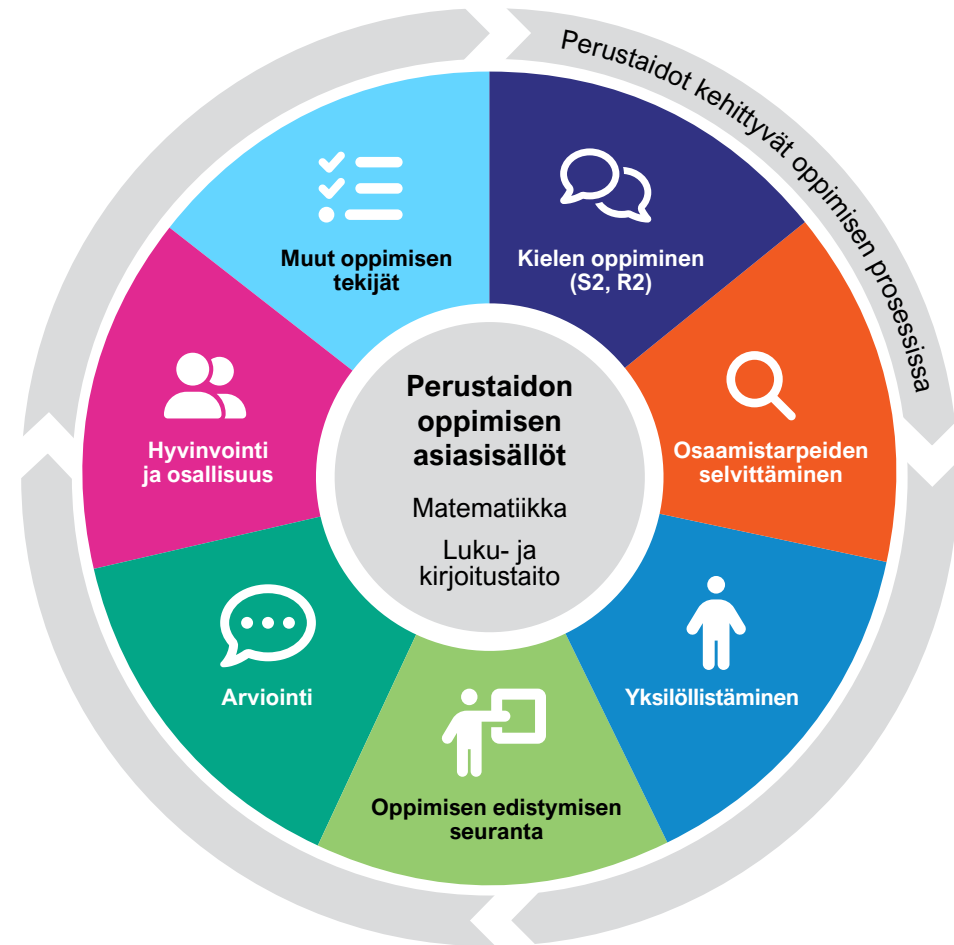 Perustaidot kehittyvät oppimisen prosessissa
Muut oppimisen
tekijät
Kielen oppiminen
(S2, R2)
Hyvinvointi
ja osallisuus
Perustaidon
oppimisen
asiasisällöt
Matematiikka
Luku- ja
kirjoitustaito
Osaamistarpeiden
selvittäminen
Arviointi
Yksilöllistäminen
Oppimisen edistymisen
seuranta